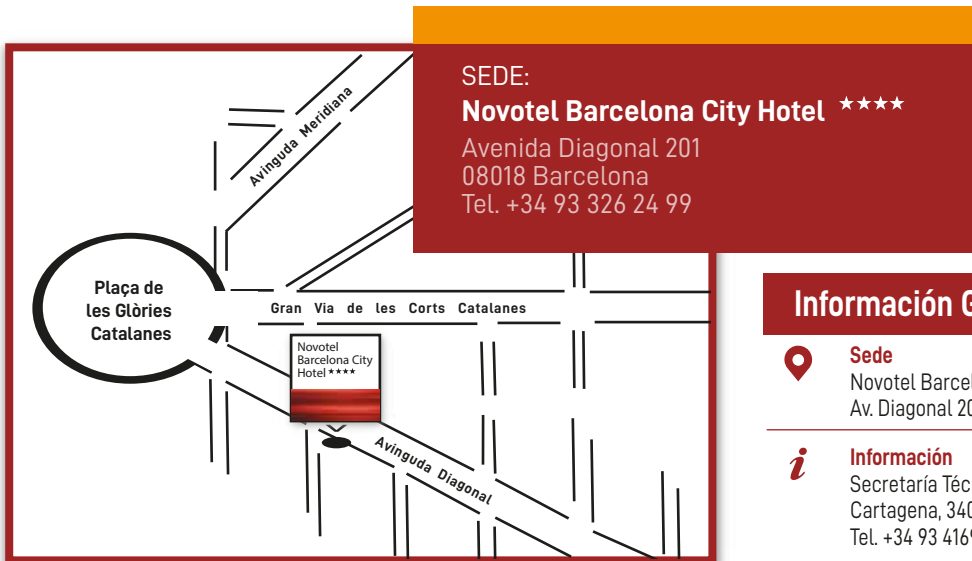 SEDE:
Novotel Barcelona City Hotel ★★★★
Avenida Diagonal 201
08018 Barcelona
Tel. +34 93 326 24 99
Avinguda Meridiana
Plaça de
les Glòries
Catalanes
Gran Via de les Corts Catalanes
Novotel
Barcelona City
Hotel ★★★★
Avinguda Diagonal
Información G
Sede
Novotel Barcel
Av. Diagonal 20
i
Información
Secretaría Téc
Cartagena, 340
Tel. +34 93 416